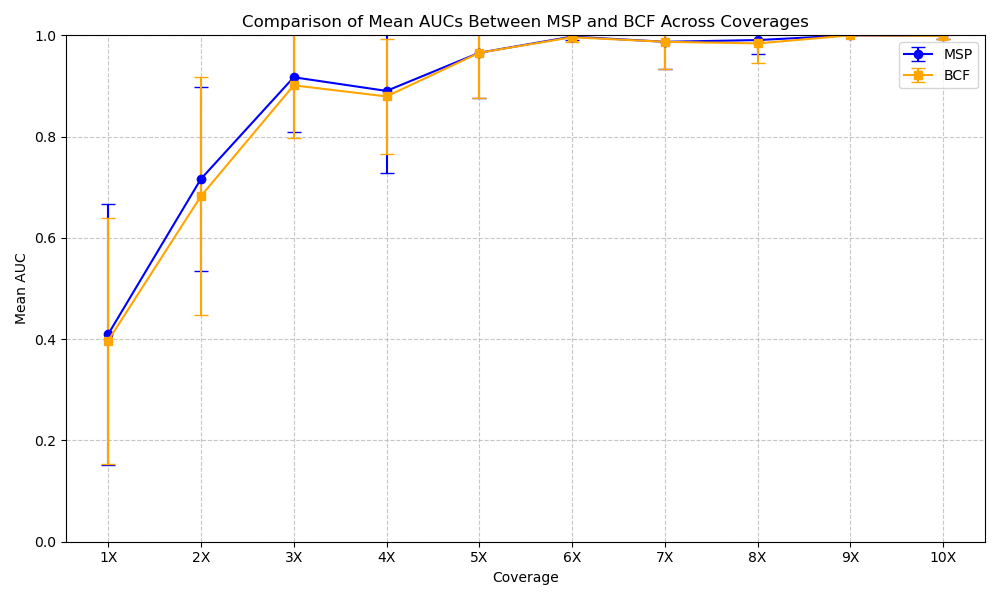 Comparison of Mean AUCs Between MSP and BCF Across Coverages
1.0
0.8
0.6
0.4
0.2
0.0
Mean AUC
MSP
BCF
1X 2X 3X 4X 5X 6X 7X 8X 9X 10X
Coverage